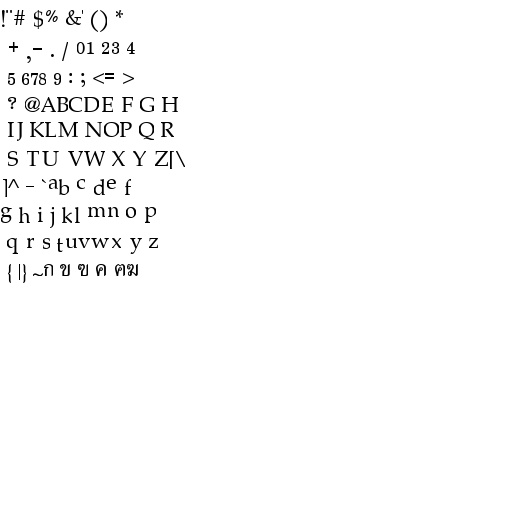 !"# $% &' () *
+ ,- . / 01 23 4
5 678 9 : ; <= >
? @ABCDE F G H
IJ KLM NOP Q R
S TU VW X Y Z[\
]^ - `ab c de f
g h i j kl mn o p
q r s tuvwx y z
{ |} ~ก ข ฃ ค ฅฆ